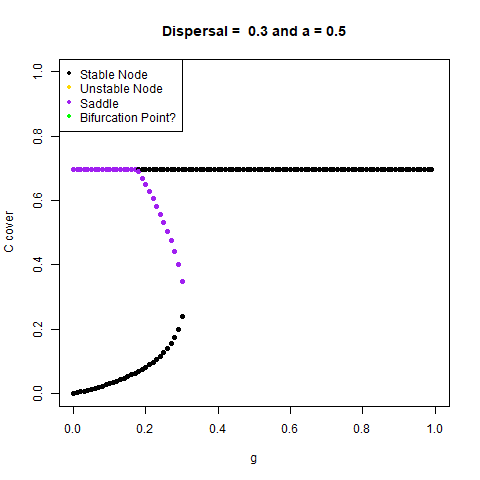 Dispersal = 0.3 and a = 0.5
Stable Node
Unstable Node
Saddle
Bifurcation Point?
C cover
1.0
0.8
0.6
0.4
0.2
0.0
0.0 0.2 0.4 0.6 0.8 1.0
g